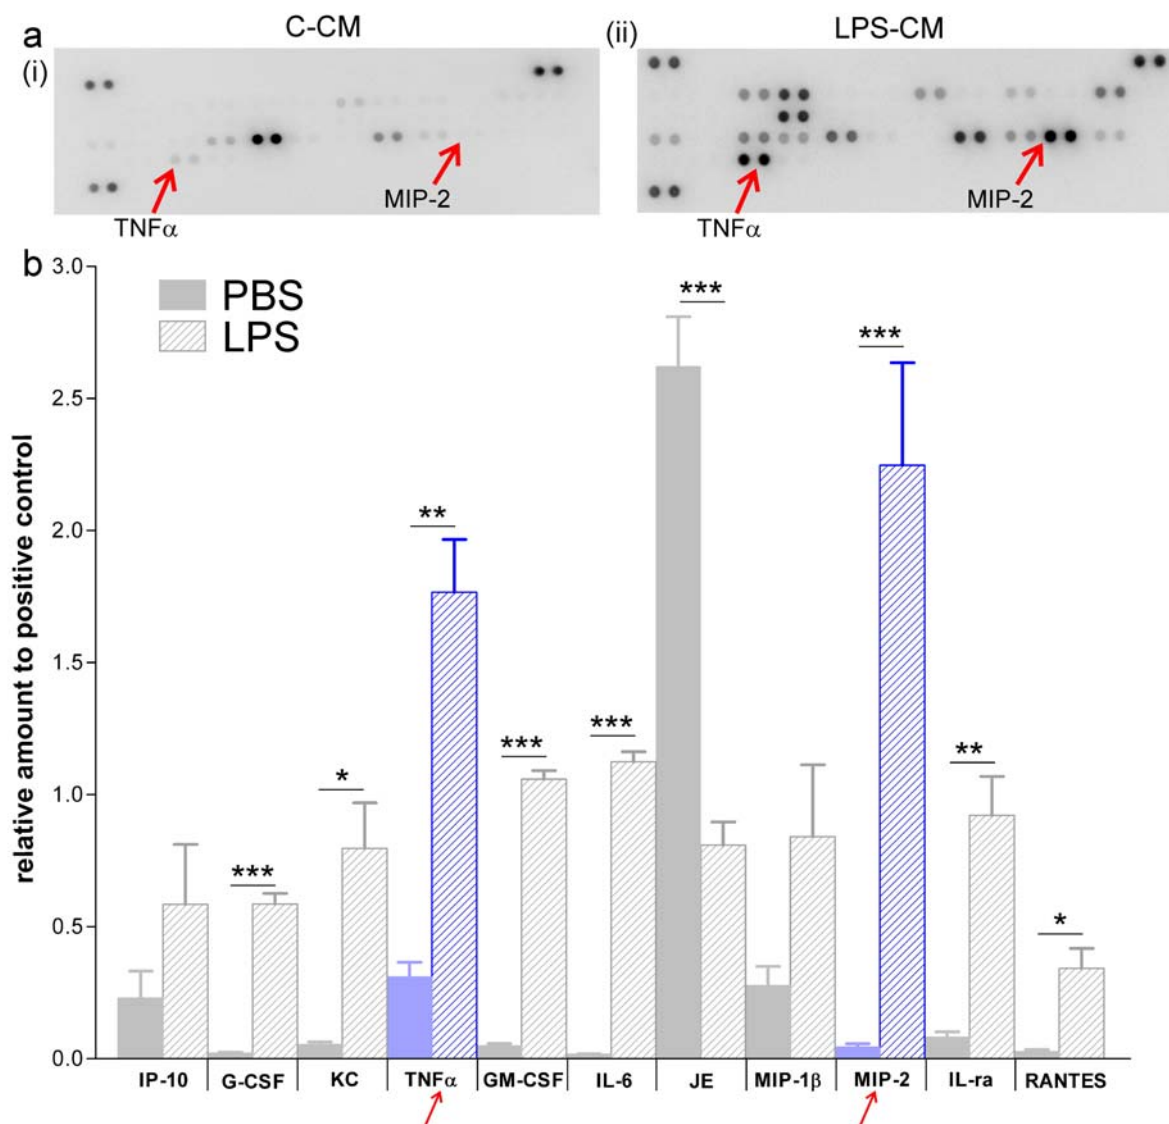 a
C-CM
(ii)
LPS-CM
(i)
TNFα
MIP-2
TNFα
MIP-2
b
3.0
2.5
2.0
1.5
1.0
0.5
0.0
relative amount to positive control
PBS
LPS
***
*
**
***
***
***
***
**
*
IP-10
G-CSF
KC
TNFα
GM-CSF
IL-6
JE
MIP-1β
MIP-2
IL-ra
RANTES